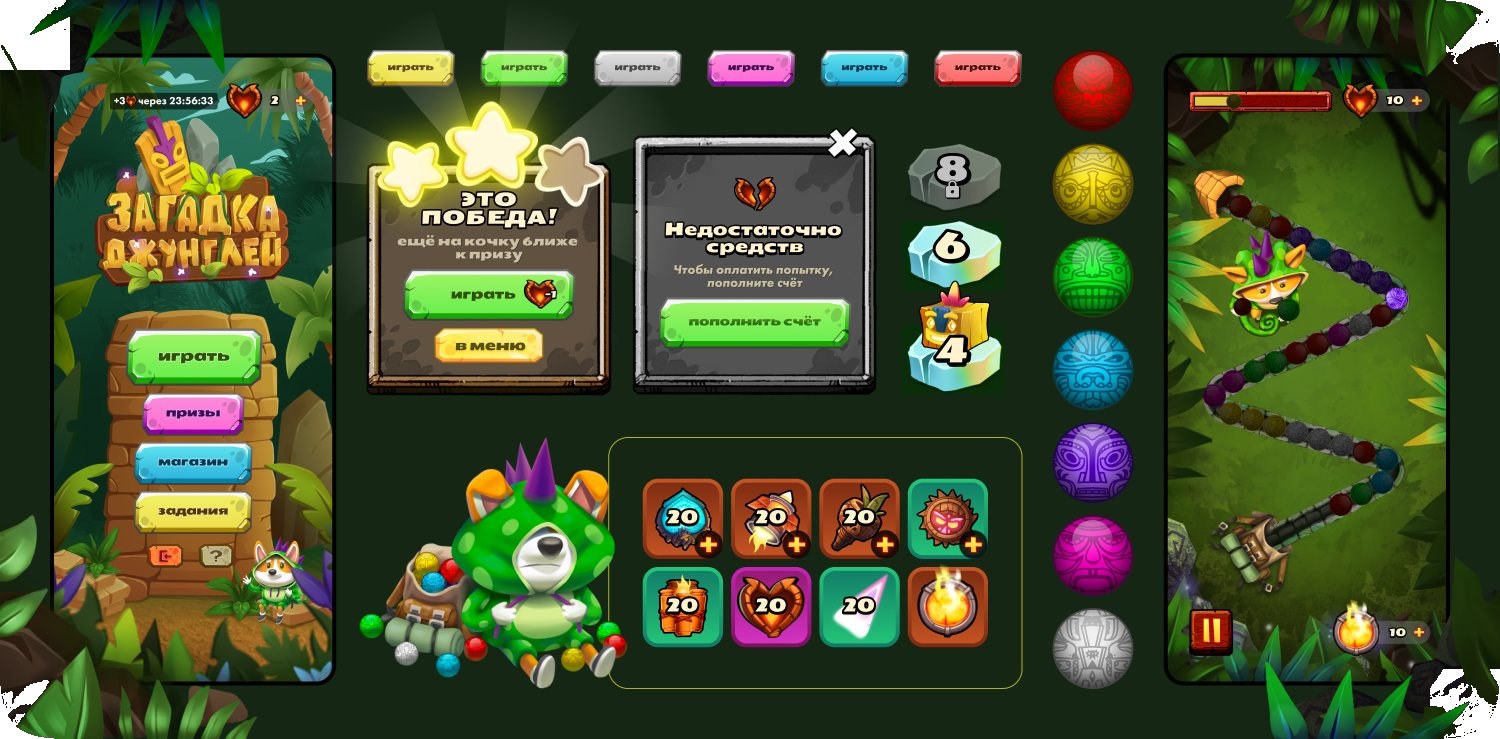 +3 через 23:56:33
2
ЗАГАДКА
ДЖУНГЛЕЙ
играть
призы
магазин
задания
?
играть
играть
играть
играть
играть
играть
ЭТО
ПОБЕДА!
ещё на кочку ближе
к призу
играть -1
в меню
Недостаточно
средств
Чтобы оплатить попытку,
пополните счёт
пополнить счёт
8
6
4
20
20
20
20
20
20
10
10